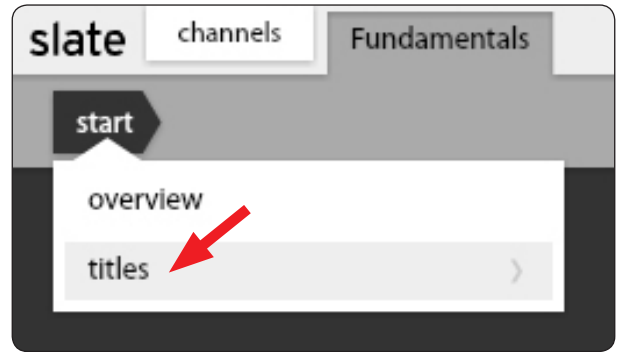 slate channels Fundamentals
start
overview
titles